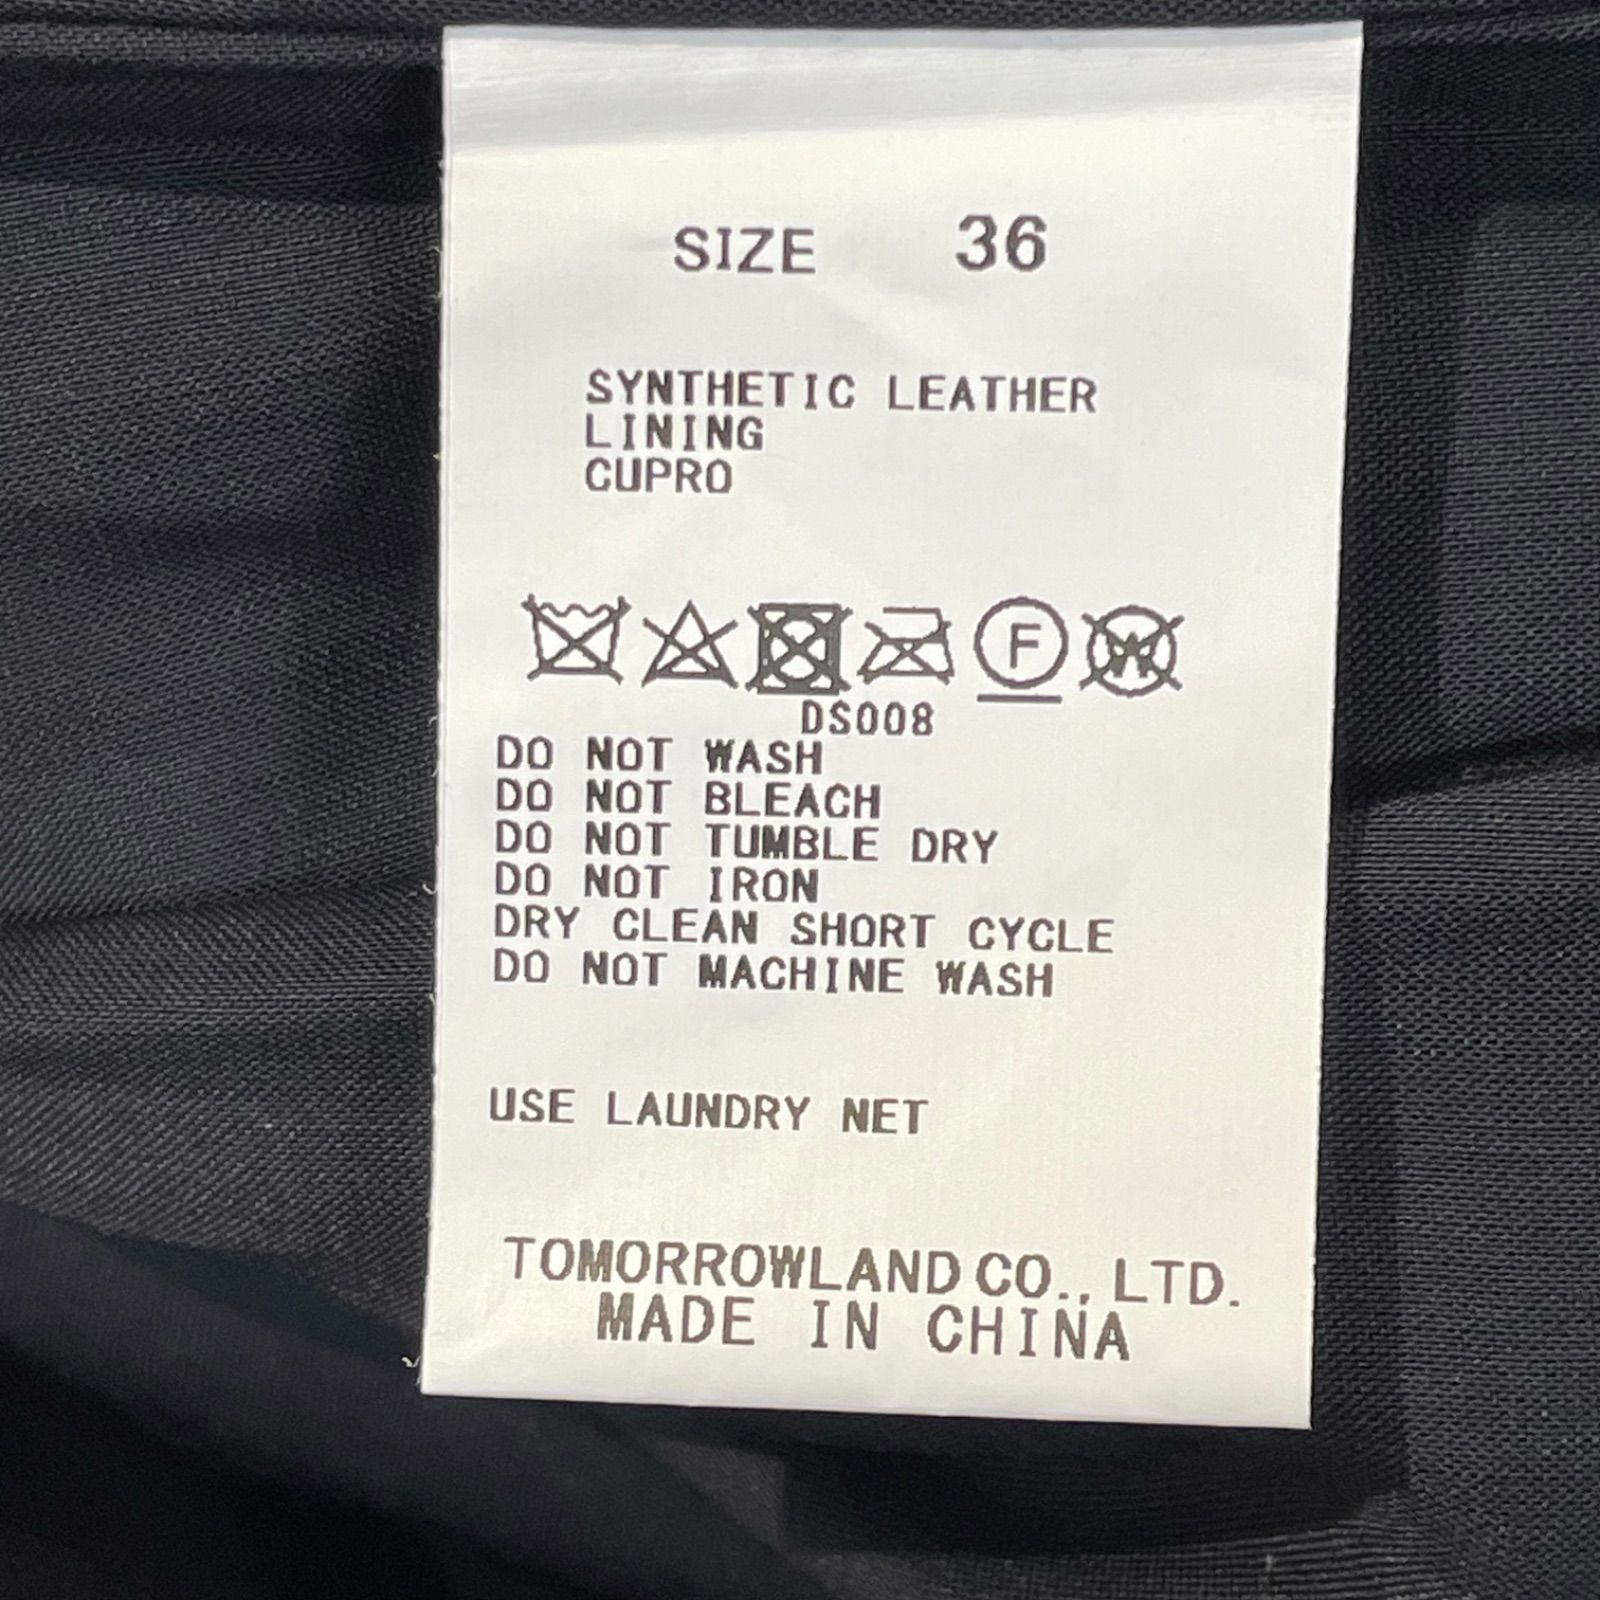 SIZE 36
SYNTHETIC LEATHER
LINING
CUPRO
F W
DS008
DO NOT WASH
DO NOT BLEACH
DO NOT TUMBLE DRY
DO NOT IRON
DRY CLEAN SHORT CYCLE
DO NOT MACHINE WASH
USE LAUNDRY NET
TOMORROWLAND CO., LTD.
MADE IN CHINA